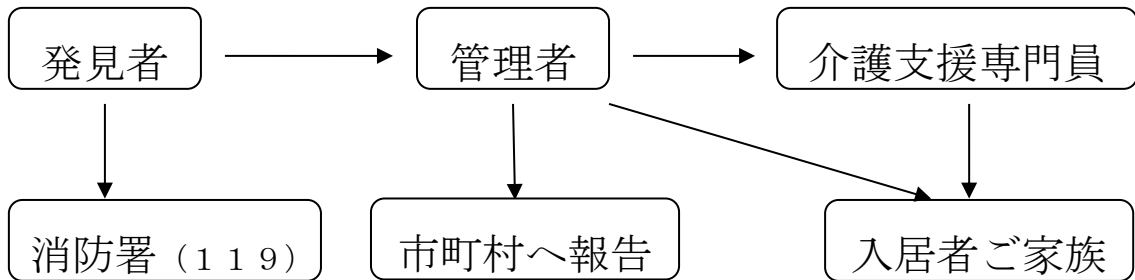 発見者
管理者
介護支援専門員
消防署（１１９）
市町村へ報告
入居者ご家族